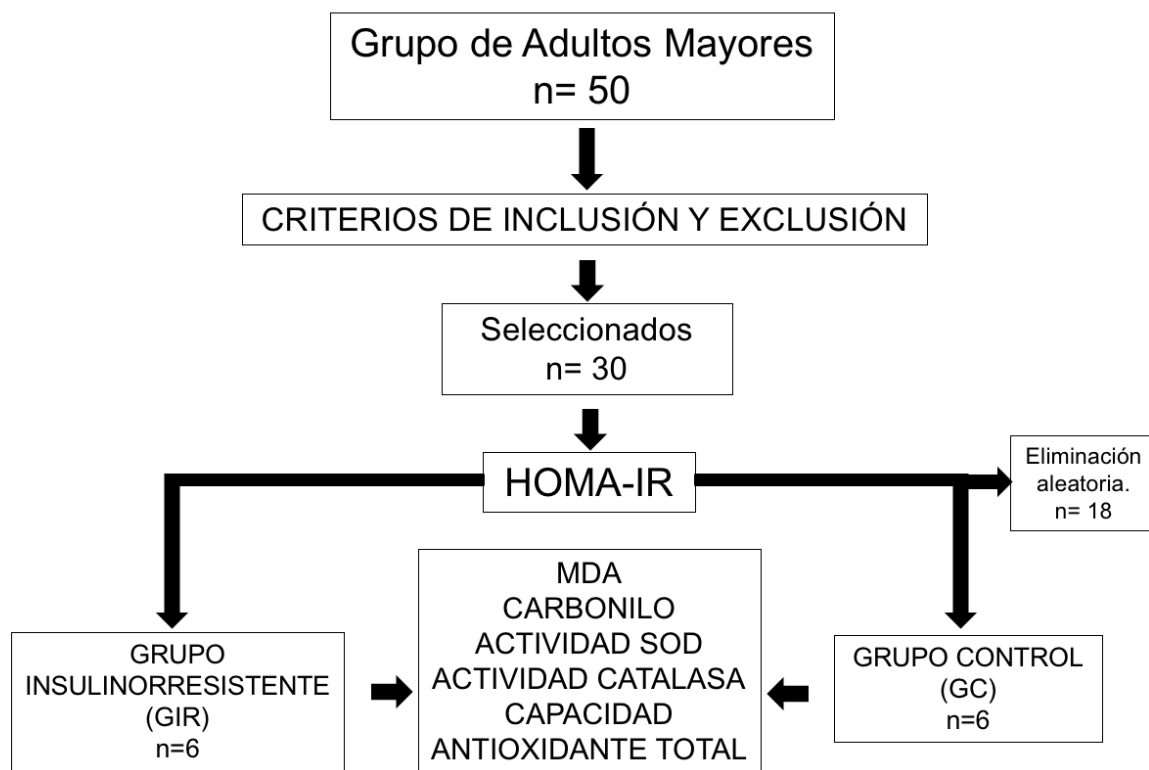 Grupo de Adultos Mayores
n= 50
CRITERIOS DE INCLUSIÓN Y EXCLUSIÓN
Seleccionados
n= 30
HOMA-IR
Eliminación
aleatoria.
n= 18
MDA
CARBONILO
ACTIVIDAD SOD
ACTIVIDAD CATALASA
CAPACIDAD
ANTIOXIDANTE TOTAL
GRUPO
INSULINORRESISTENTE
(GIR)
n=6
GRUPO CONTROL
(GC)
n=6